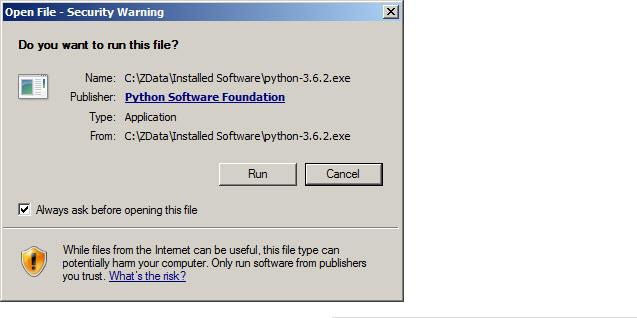 Open File - Security Warning
Do you want to run this file?
Name: C:\ZData\Installed Software\python-3.6.2.exe
Publisher: Python Software Foundation
Type: Application
From: C:\ZData\Installed Software\python-3.6.2.exe
Run Cancel
Always ask before opening this file
While files from the Internet can be useful, this file type can
potentially harm your computer. Only run software from publishers
you trust. What's the risk?